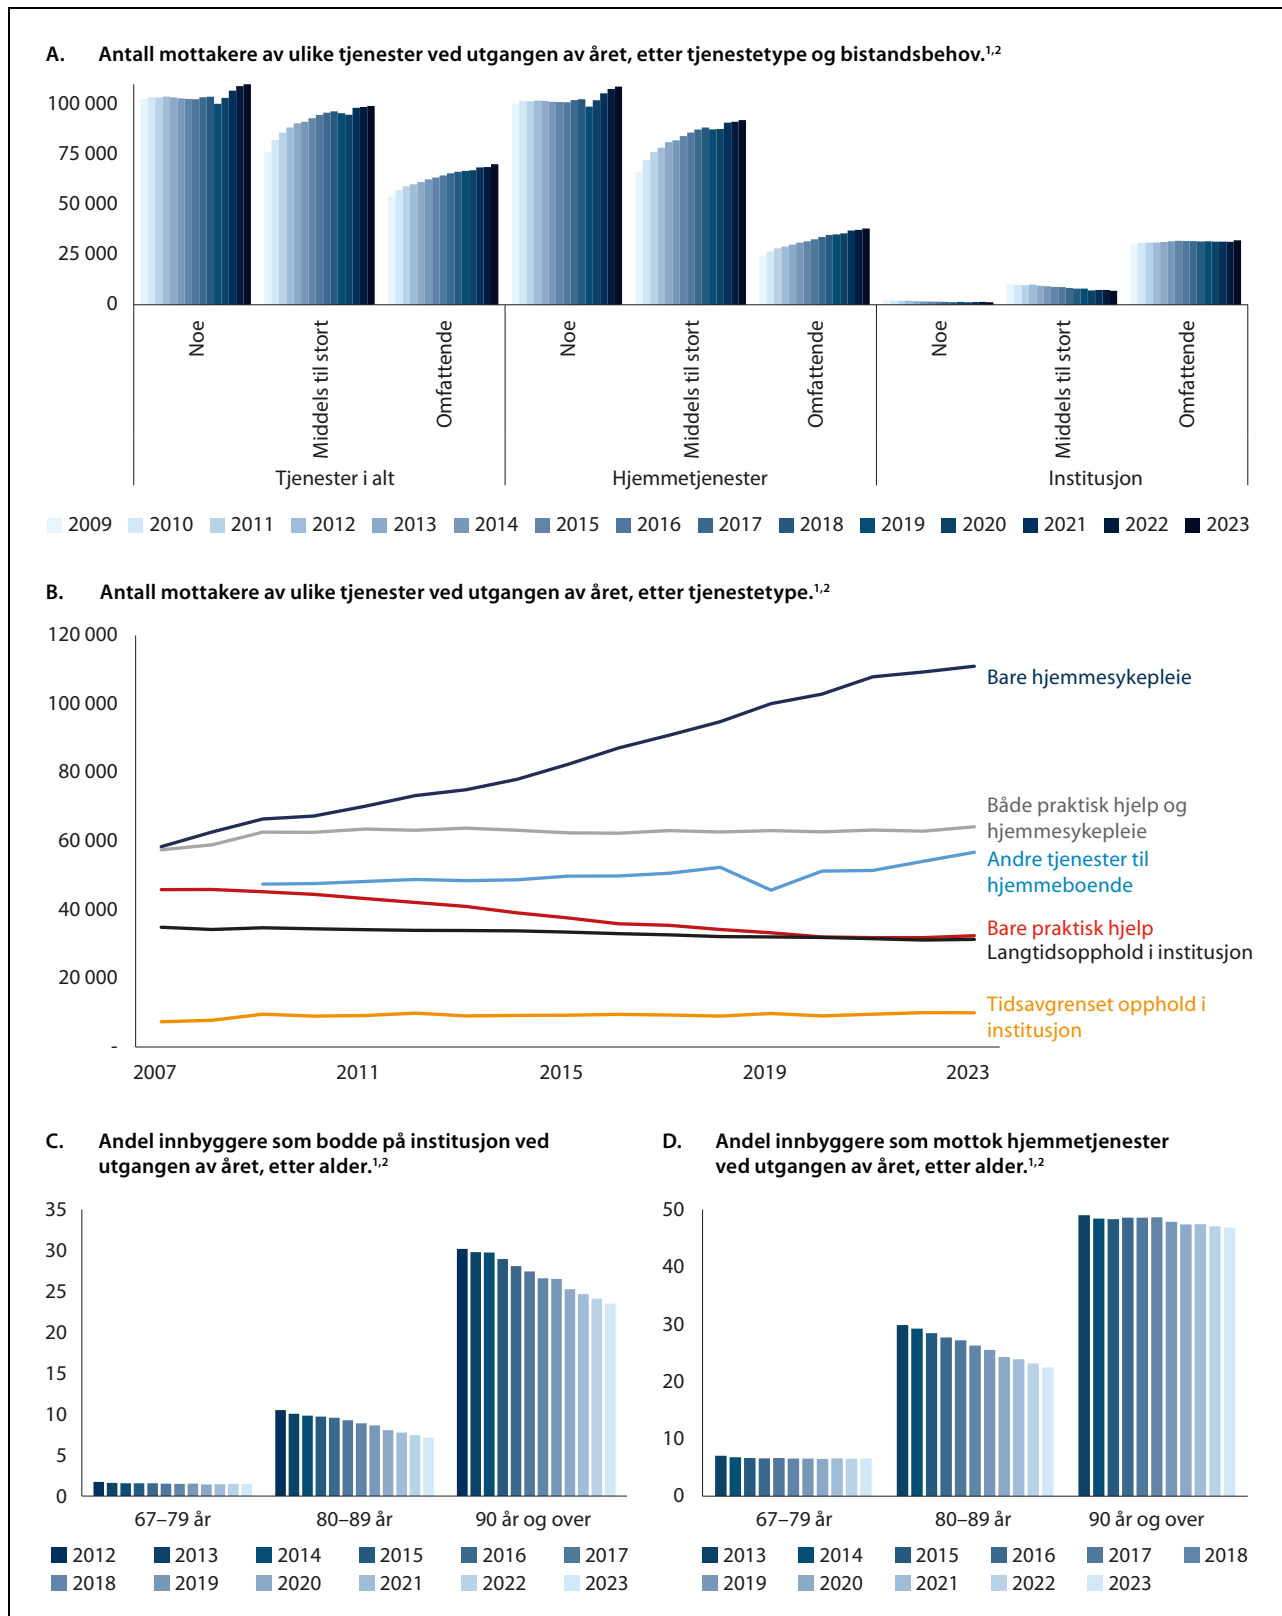 A. Antall mottakere av ulike tjenester ved utgangen av året, etter tjenestetype og bistandsbehov.1,2
100 000
75 000
50 000
25 000
0
Noe
Middels til stort
Omfattende
Noe
Middels til stort
Omfattende
Noe
Middels til stort
Omfattende
Tjenester i alt
Hjemmetjenester
Institusjon
2009 2010 2011 2012 2013 2014 2015 2016 2017 2018 2019 2020 2021 2022 2023
B. Antall mottakere av ulike tjenester ved utgangen av året, etter tjenestetype.1,2
120 000
100 000
80 000
60 000
40 000
20 000
-
2007 2011 2015 2019 2023
Bare hjemmesykepleie
Både praktisk hjelp og
hjemmesykepleie
Andre tjenester til
hjemmeboende
Bare praktisk hjelp
Langtidsopphold i institusjon
Tidsavgrenset opphold i
institusjon
C. Andel innbyggere som bodde på institusjon ved
utgangen av året, etter alder.1,2
35
30
25
20
15
10
5
0
67–79 år 80–89 år 90 år og over
2012 2013 2014 2015 2016 2017
2018 2019 2020 2021 2022 2023
D. Andel innbyggere som mottok hjemmetjenester
ved utgangen av året, etter alder.1,2
50
40
30
20
10
0
67–79 år 80–89 år 90 år og over
2013 2014 2015 2016 2017 2018
2019 2020 2021 2022 2023